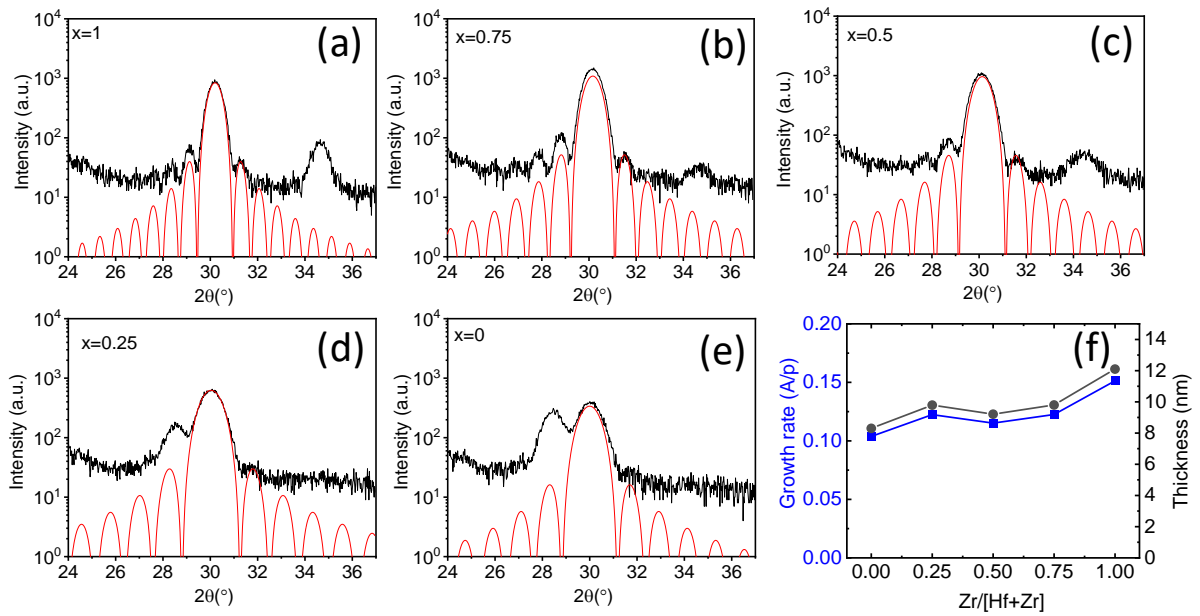 x=1
(a)
10⁴
10³
10²
10¹
10⁰
Intensity (a.u.)
24 26 28 30 32 34 36
2θ(°)
x=0.75
(b)
10⁴
10³
10²
10¹
10⁰
Intensity (a.u.)
24 26 28 30 32 34 36
2θ(°)
x=0.5
(c)
10⁴
10³
10²
10¹
10⁰
Intensity (a.u.)
24 26 28 30 32 34 36
2θ(°)
x=0.25
(d)
10⁴
10³
10²
10¹
10⁰
Intensity (a.u.)
24 26 28 30 32 34 36
2θ(°)
x=0
(e)
10⁴
10³
10²
10¹
10⁰
Intensity (a.u.)
24 26 28 30 32 34 36
2θ(°)
(f)
0.20
0.15
0.10
0.05
0.00
Growth rate (A/p)
14
12
10
8
6
4
2
0
Thickness (nm)
0.00 0.25 0.50 0.75 1.00
Zr/[Hf+Zr]